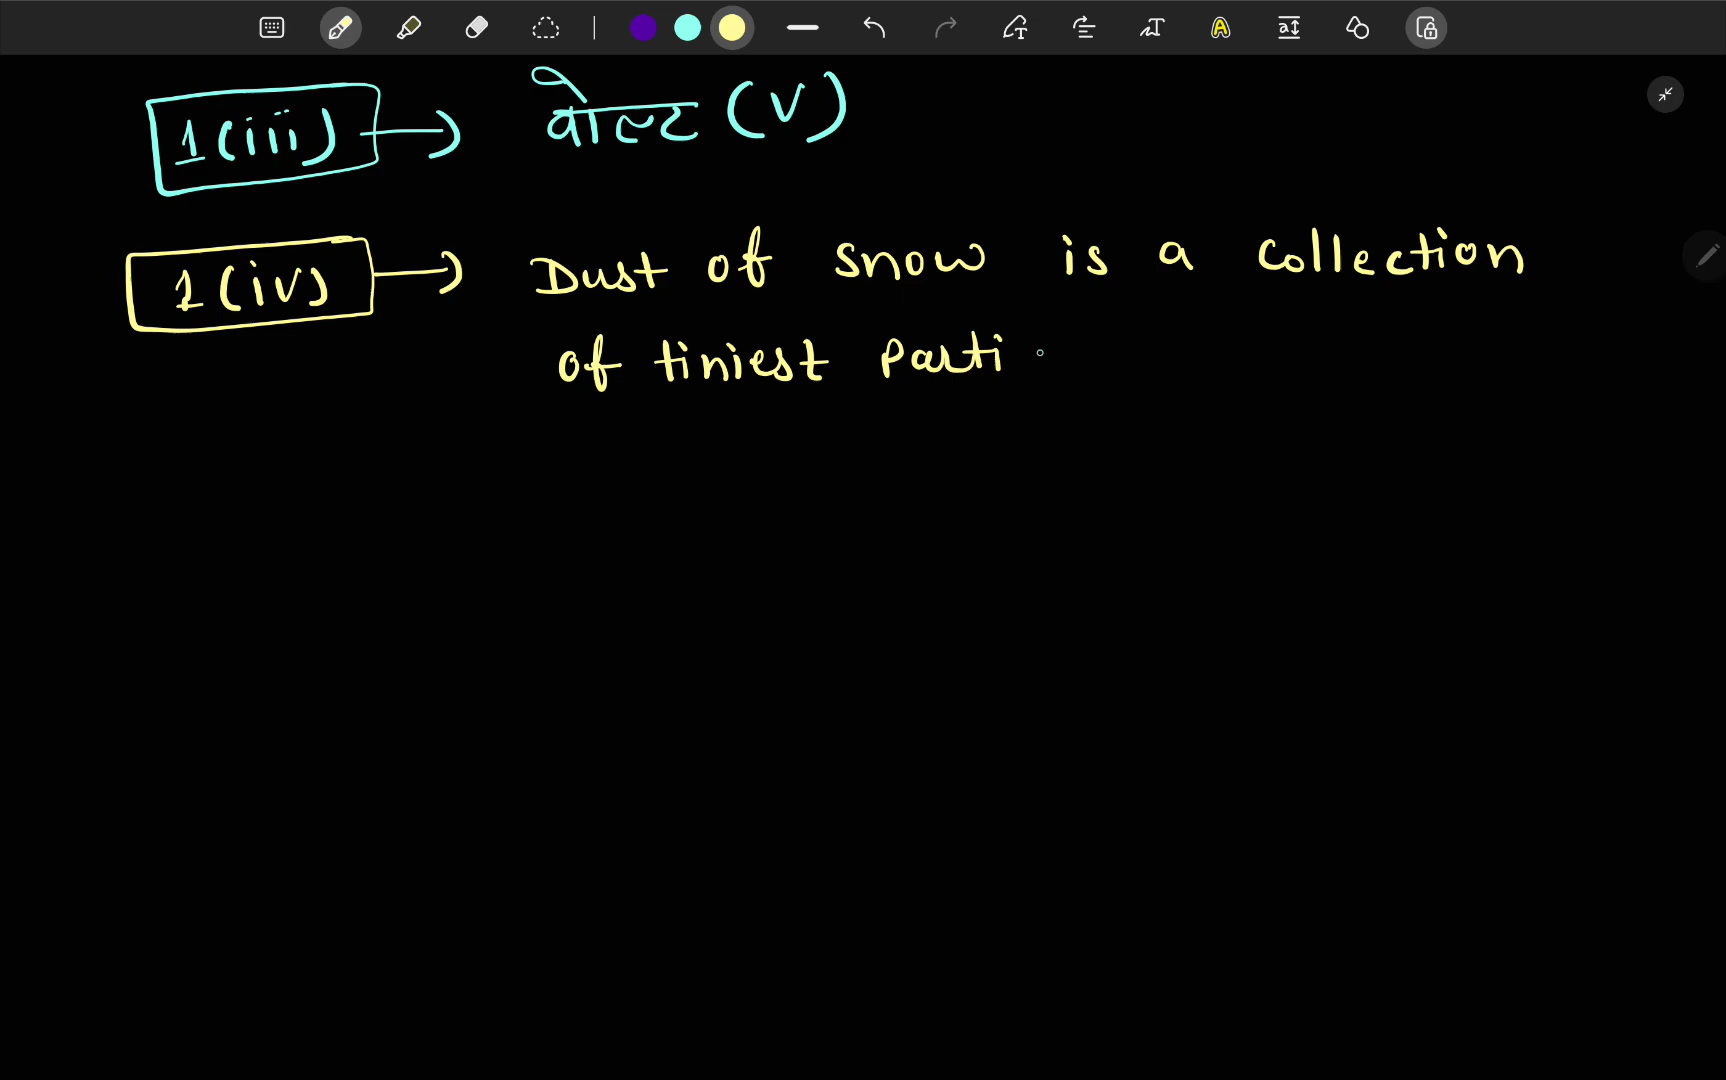 1(iii) → वोल्ट (V)
1(iv) → Dust of snow is a collection
of tiniest parti